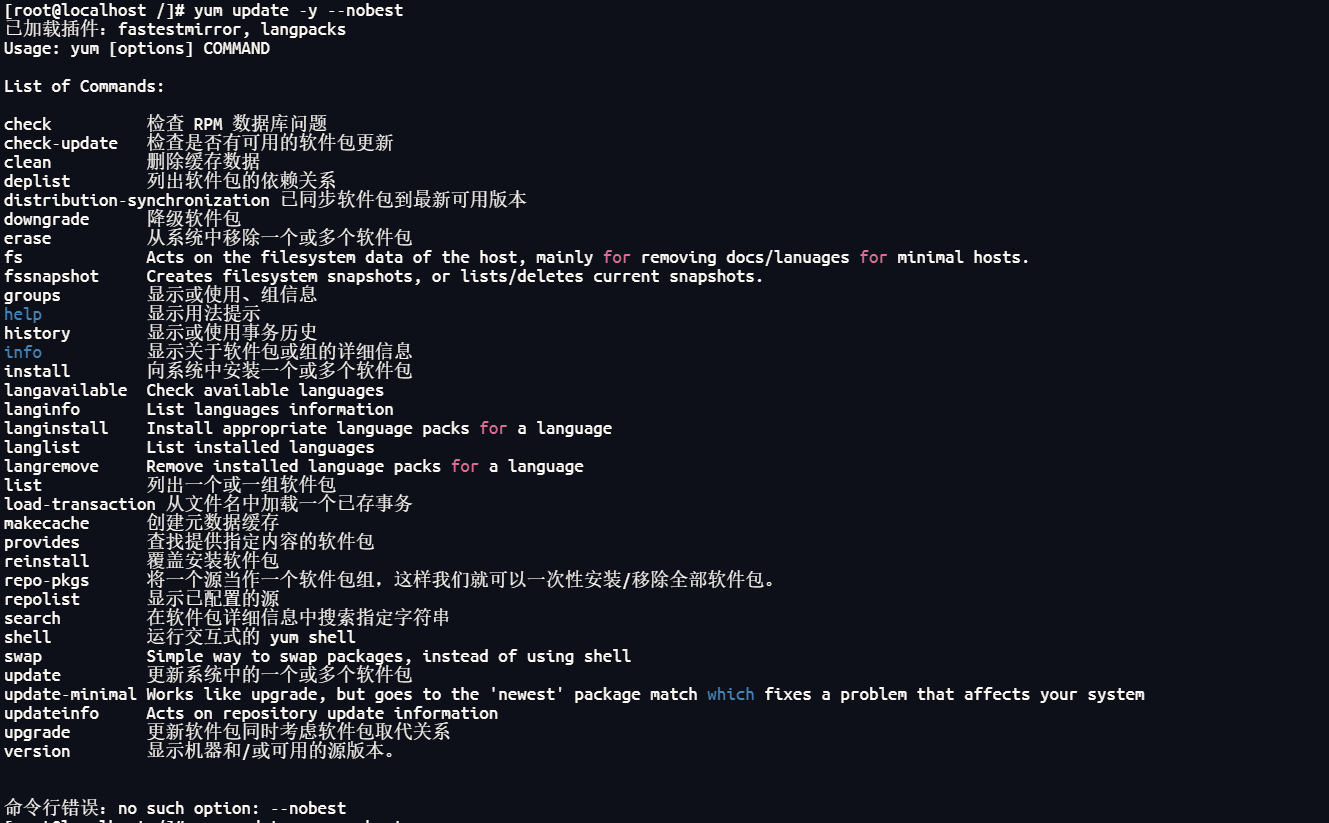 [root@localhost /]# yum update -y --nobest
已加载插件：fastestmirror, langpacks
Usage: yum [options] COMMAND
List of Commands:
check          检查 RPM 数据库问题
check-update   检查是否有可用的软件包更新
clean          删除缓存数据
deplist        列出软件包的依赖关系
distribution-synchronization 已同步软件包到最新可用版本
downgrade      降级软件包
erase          从系统中移除一个或多个软件包
fs             Acts on the filesystem data of the host, mainly for removing docs/lanuages for minimal hosts.
fssnapshot     Creates filesystem snapshots, or lists/deletes current snapshots.
groups         显示或使用、组信息
help           显示用法提示
history        显示或使用事务历史
info           显示关于软件包或组的详细信息
install        向系统中安装一个或多个软件包
langavailable  Check available languages
langinfo       List languages information
langinstall    Install appropriate language packs for a language
langlist       List installed languages
langremove     Remove installed language packs for a language
list           列出一个或一组软件包
load-transaction 从文件名中加载一个已存事务
makecache      创建元数据缓存
provides       查找提供指定内容的软件包
reinstall      覆盖安装软件包
repo-pkgs      将一个源当作一个软件包组，这样我们就可以一次性安装/移除全部软件包。
repolist       显示已配置的源
search         在软件包详细信息中搜索指定字符串
shell          运行交互式的 yum shell
swap           Simple way to swap packages, instead of using shell
update         更新系统中的一个或多个软件包
update-minimal Works like upgrade, but goes to the 'newest' package match which fixes a problem that affects your system
updateinfo     Acts on repository update information
upgrade        更新软件包同时考虑软件包取代关系
version        显示机器和/或可用的源版本。
命令行错误：no such option: --nobest